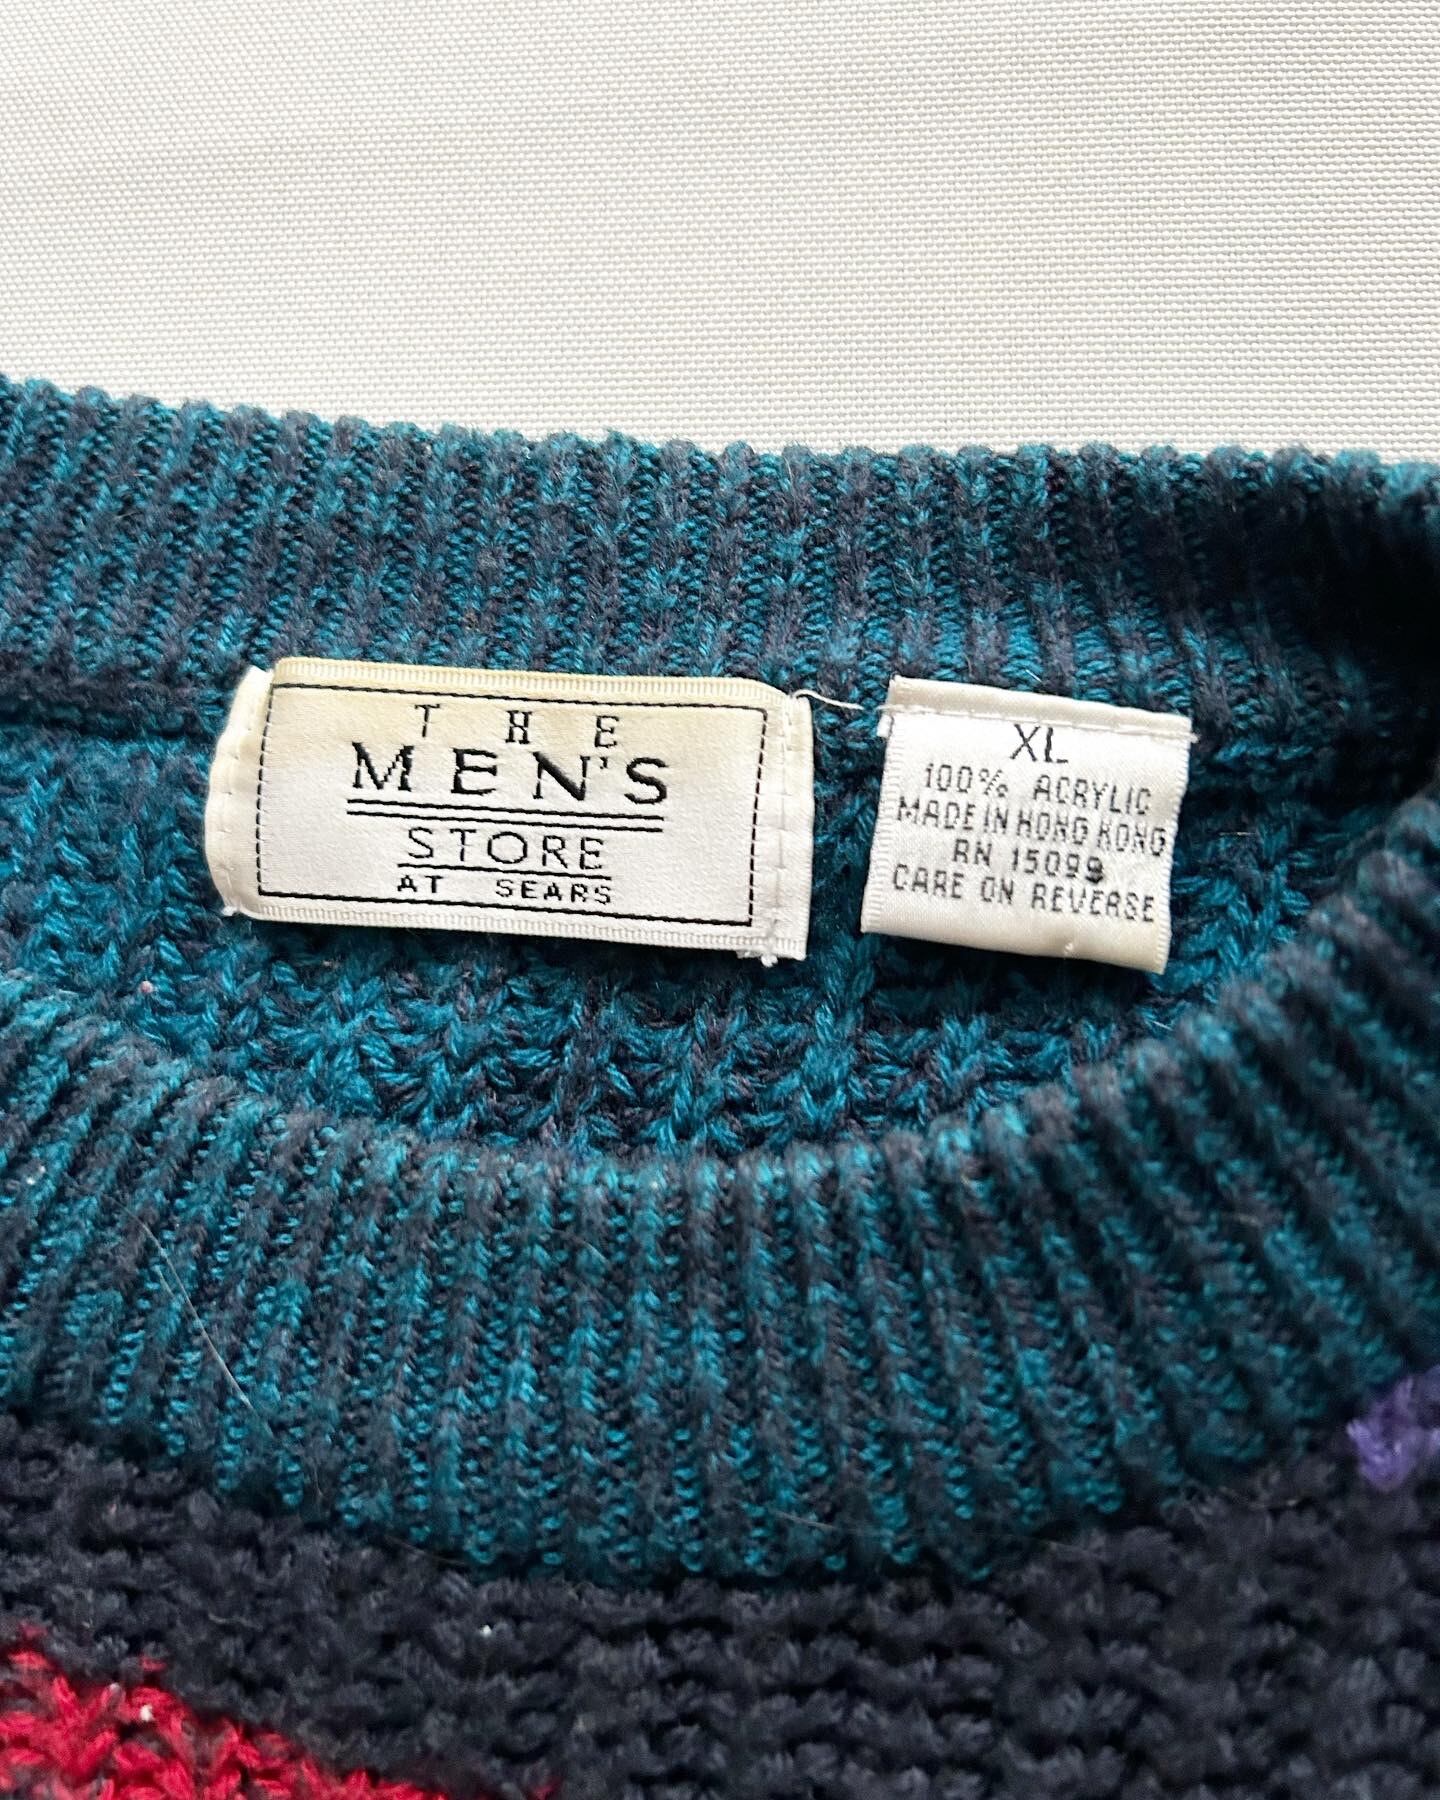 THE
MEN'S
STORE
AT SEARS
XL
100% ACRYLIC
MADE IN HONG KONG
RN 15099
CARE ON REVERSE